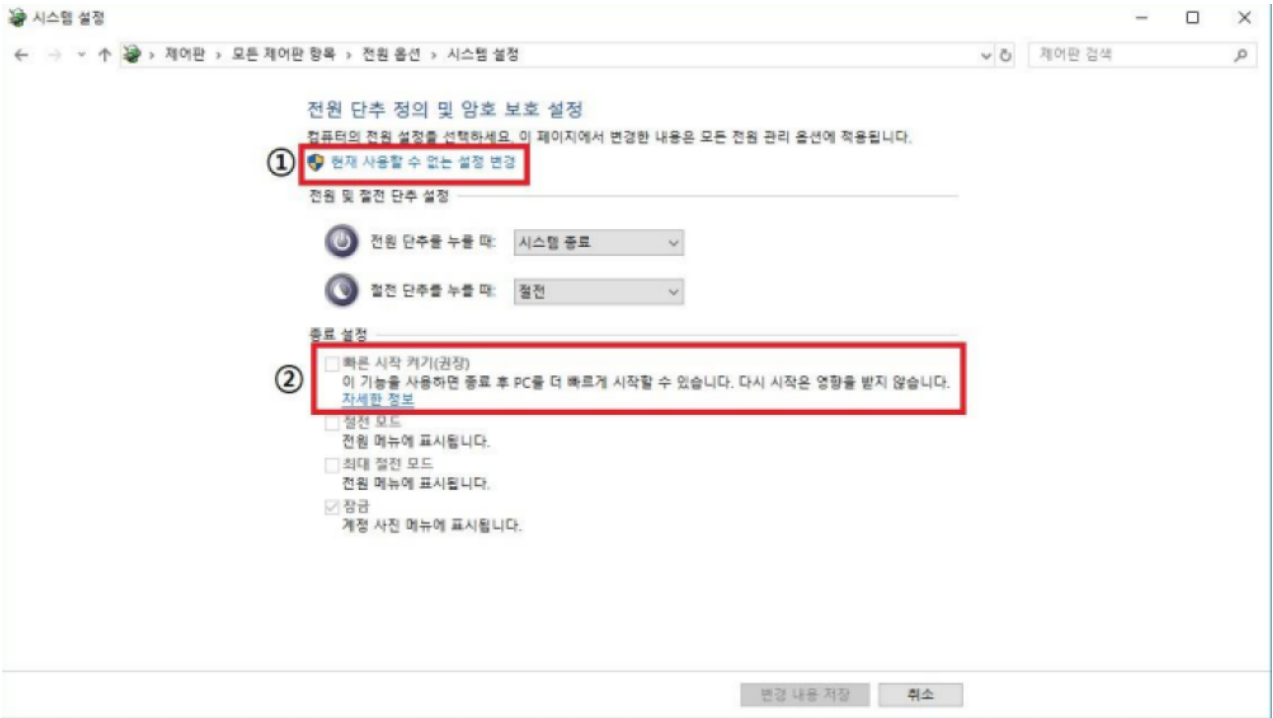 시스템 설정
제어판 › 모든 제어판 항목 › 전원 옵션 › 시스템 설정
제어판 검색
전원 단추 정의 및 암호 보호 설정
컴퓨터의 전원 설정을 선택하세요. 이 페이지에서 변경한 내용은 모든 전원 관리 옵션에 적용됩니다.
① 현재 사용할 수 없는 설정 변경
전원 및 절전 단추 설정
전원 단추를 누를 때: 시스템 종료
절전 단추를 누를 때: 절전
종료 설정
② 빠른 시작 켜기(권장)
이 기능을 사용하면 종료 후 PC을 더 빠르게 시작할 수 있습니다. 다시 시작은 영향을 받지 않습니다.
자세한 정보
절전 모드
전원 메뉴에 표시됩니다.
최대 절전 모드
전원 메뉴에 표시됩니다.
잠금
계정 사진 메뉴에 표시됩니다.
변경 내용 저장 취소